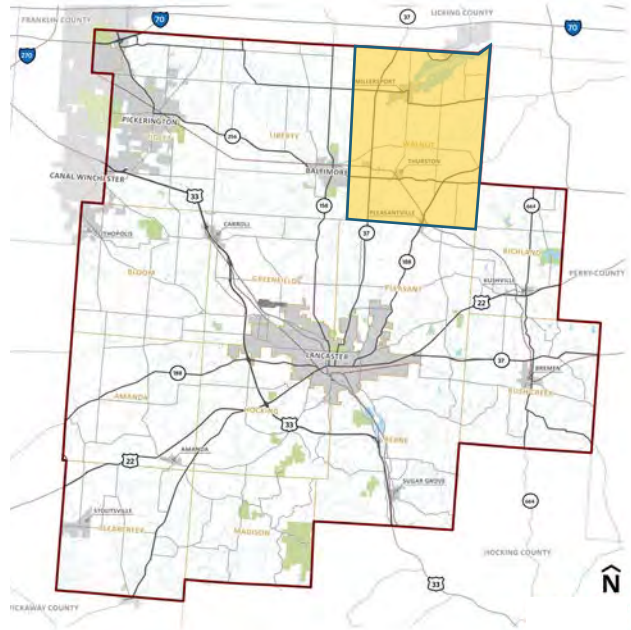 FRANKLIN COUNTY
70
37
LICKING COUNTY
70
270
MILLERSPORT
PICKERINGTON
256
LIBERTY
WALNUT
THURSTON
BALTIMORE
CANAL WINCHESTER
33
158
PLEASANTVILLE
664
CARROLL
37
LITHOPOLIS
RICHLAND
BLOOM
GREENFIELD
188
PLEASANT
RUSHVILLE
PERRY COUNTY
22
LANCASTER
37
188
BREMEN
RUSHCREEK
AMANDA
HOCKING
33
BERNE
AMANDA
22
SUGAR GROVE
664
STOUTSVILLE
CLEARCREEK
MADISON
HOCKING COUNTY
33
N
PICKAWAY COUNTY